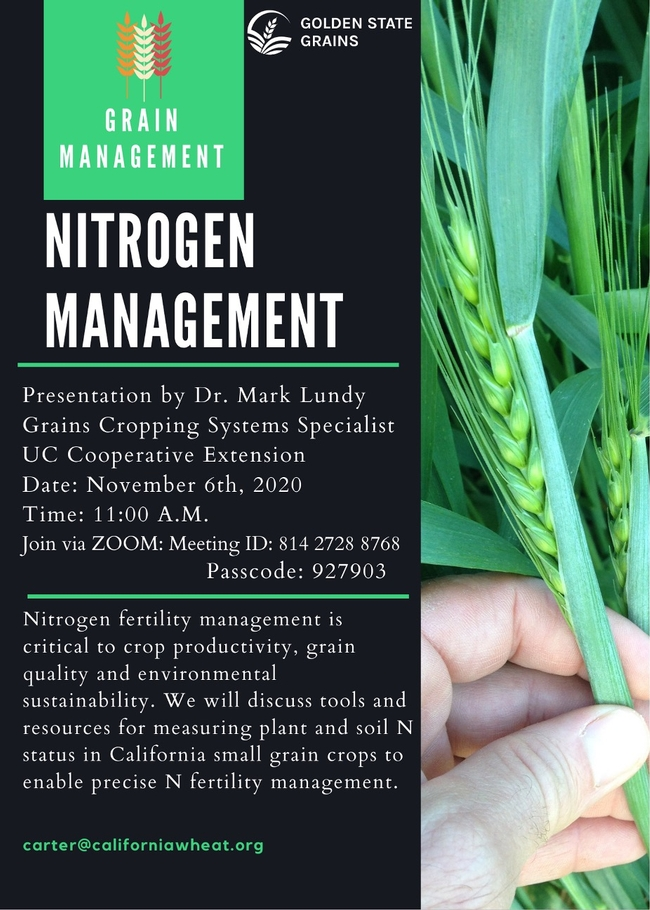 GOLDEN STATE
GRAINS
GRAIN
MANAGEMENT
NITROGEN
MANAGEMENT
Presentation by Dr. Mark Lundy
Grains Cropping Systems Specialist
UC Cooperative Extension
Date: November 6th, 2020
Time: 11:00 A.M.
Join via ZOOM: Meeting ID: 814 2728 8768
Passcode: 927903
Nitrogen fertility management is
critical to crop productivity, grain
quality and environmental
sustainability. We will discuss tools and
resources for measuring plant and soil N
status in California small grain crops to
enable precise N fertility management.
carter@californiawheat.org